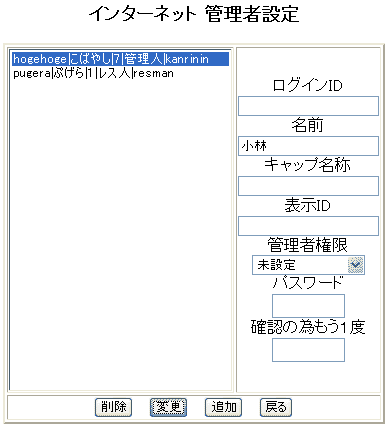 インターネット 管理者設定
hogehoge|こばやし|7|管理人|kanrinin
pugera|ぷげら|1|レス人|resman
ログインID
名前
小林
キャップ名称
表示ID
管理者権限
未設定
パスワード
確認の為もう1度
削除 変更 追加 戻る